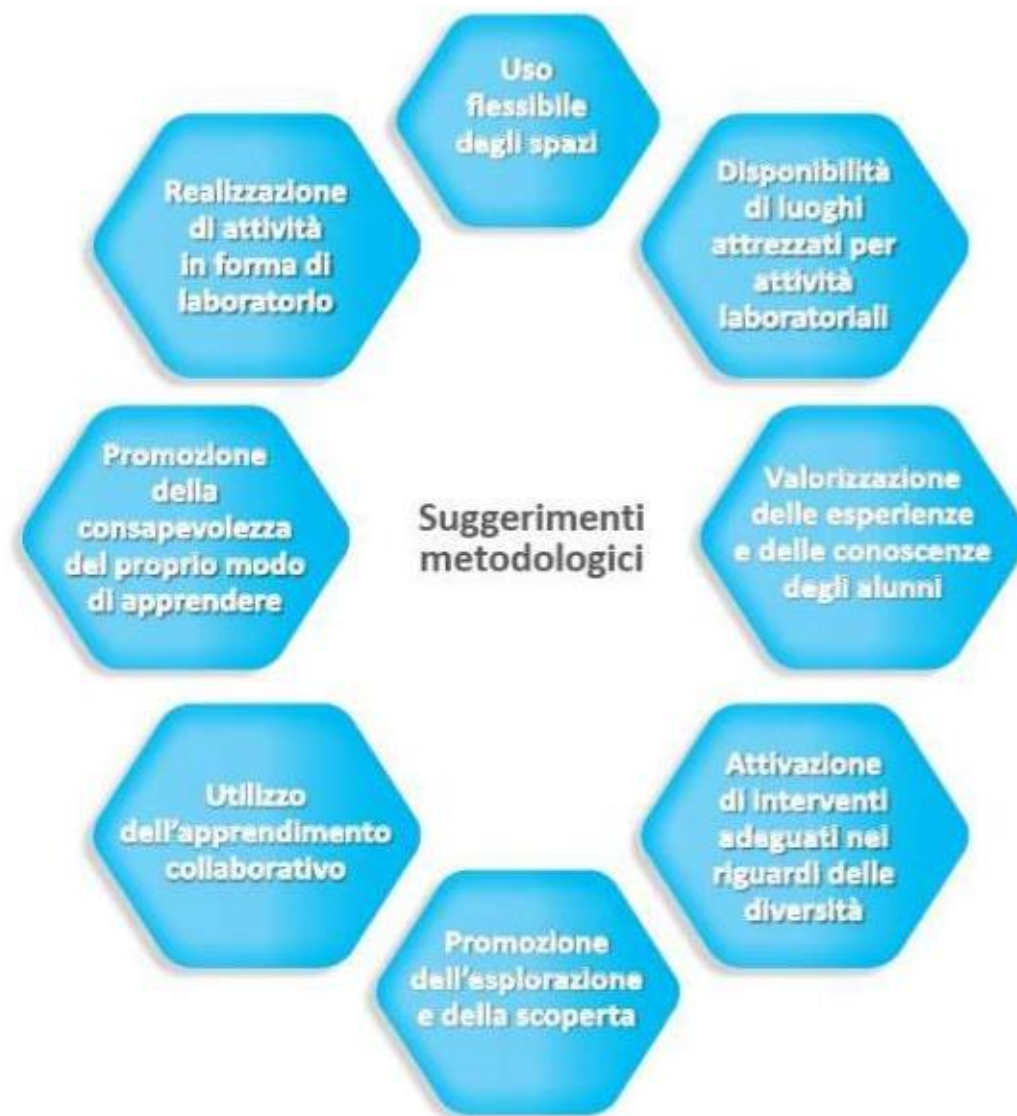 Uso
flessibile
degli spazi
Disponibilità
di luoghi
attrezzati per
attività
laboratoriali
Valorizzazione
delle esperienze
e delle conoscenze
degli alunni
Attivazione
di interventi
adeguati nei
riguardi delle
diversità
Promozione
dell'esplorazione
e della scoperta
Utilizzo
dell'apprendimento
collaborativo
Promozione
della
consapevolezza
del proprio modo
di apprendere
Realizzazione
di attività
in forma di
laboratorio
Suggerimenti
metodologici